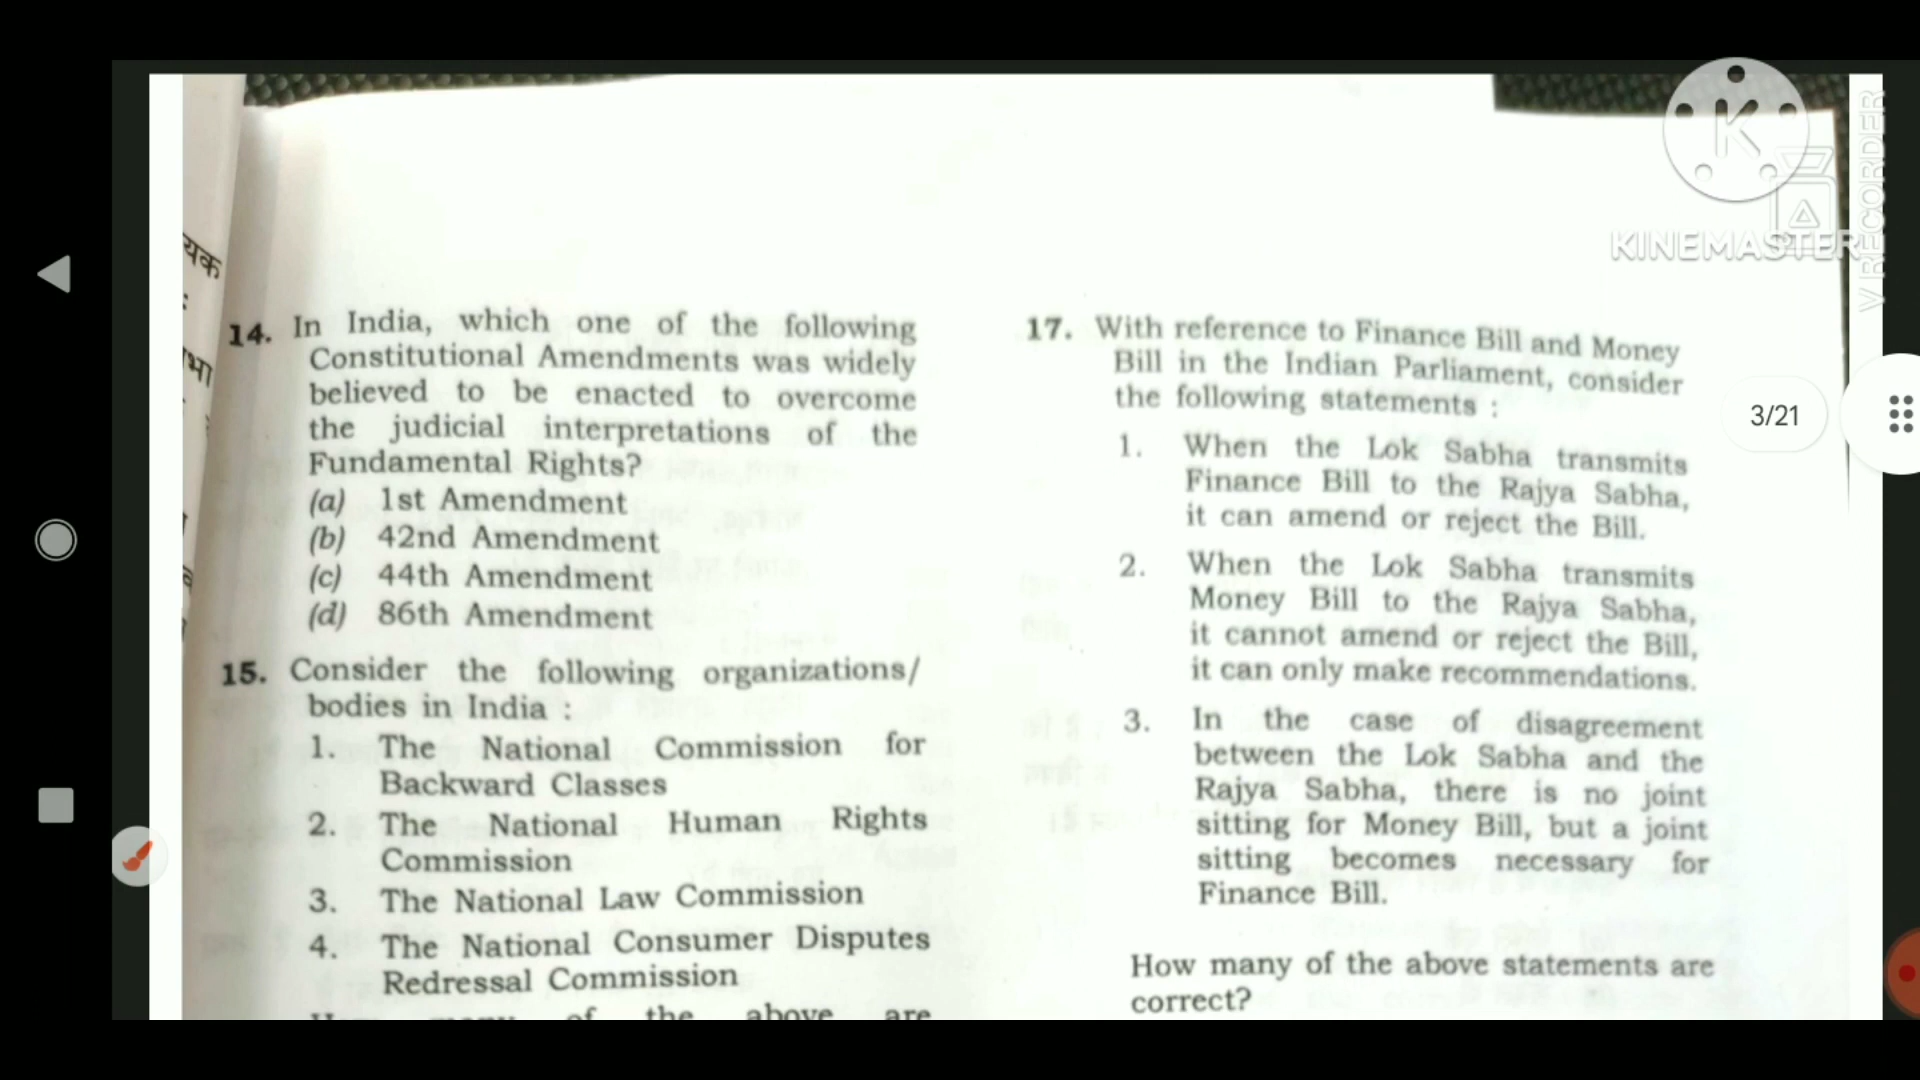 KINEMASTER
V RECORDER
3/21
यक
भा
14. In India, which one of the following
Constitutional Amendments was widely
believed to be enacted to overcome
the judicial interpretations of the
Fundamental Rights?
(a) 1st Amendment
(b) 42nd Amendment
(c) 44th Amendment
(d) 86th Amendment
15. Consider the following organizations/
bodies in India :
1. The National Commission for
Backward Classes
2. The National Human Rights
Commission
3. The National Law Commission
4. The National Consumer Disputes
Redressal Commission
of the above are
17. With reference to Finance Bill and Money
Bill in the Indian Parliament, consider
the following statements :
1. When the Lok Sabha transmits
Finance Bill to the Rajya Sabha,
it can amend or reject the Bill.
2. When the Lok Sabha transmits
Money Bill to the Rajya Sabha,
it cannot amend or reject the Bill,
it can only make recommendations.
3. In the case of disagreement
between the Lok Sabha and the
Rajya Sabha, there is no joint
sitting for Money Bill, but a joint
sitting becomes necessary for
Finance Bill.
How many of the above statements are
correct?